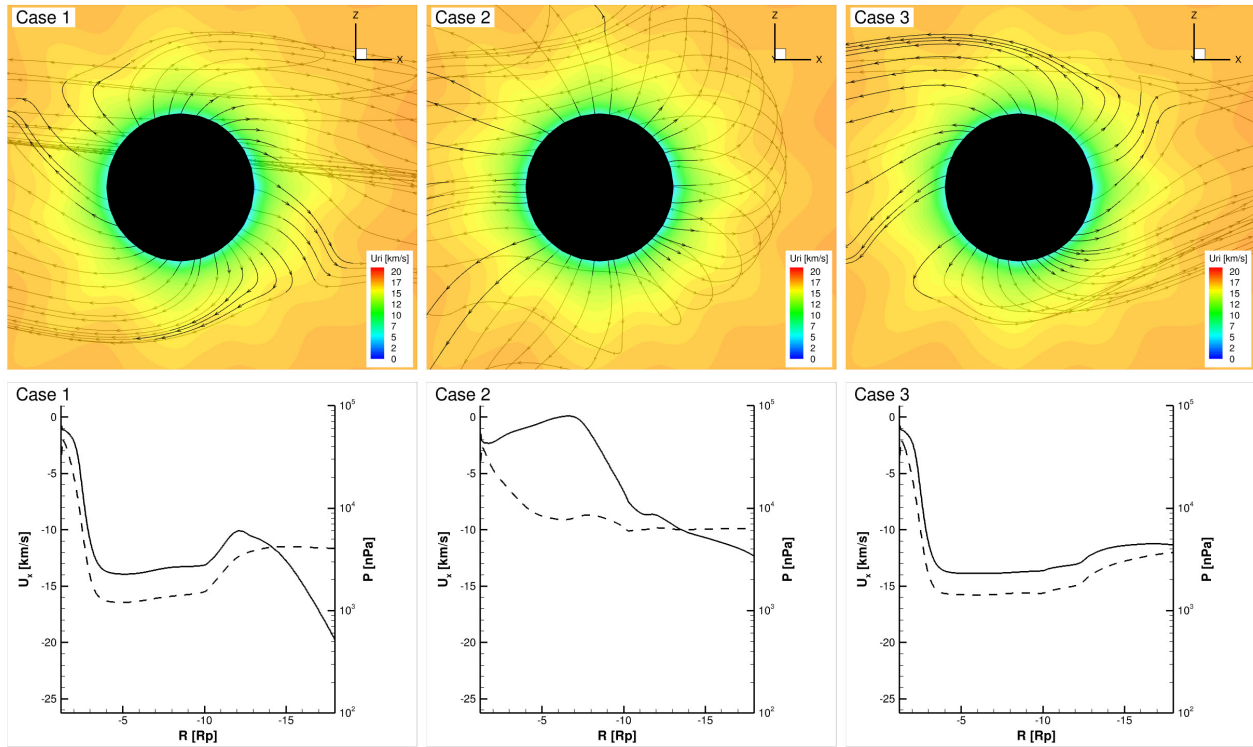 Case 1
Z
Y
X
Uri [km/s]
20
17
15
12
10
7
5
2
0
Case 2
Z
Y
X
Uri [km/s]
20
17
15
12
10
7
5
2
0
Case 3
Z
Y
X
Uri [km/s]
20
17
15
12
10
7
5
2
0
Case 1
0
-5
-10
-15
-20
-25
Ux [km/s]
-5
-10
-15
R [Rp]
10^5
10^4
10^3
10^2
P [nPa]
Case 2
0
-5
-10
-15
-20
-25
Ux [km/s]
-5
-10
-15
R [Rp]
10^5
10^4
10^3
10^2
P [nPa]
Case 3
0
-5
-10
-15
-20
-25
Ux [km/s]
-5
-10
-15
R [Rp]
10^5
10^4
10^3
10^2
P [nPa]